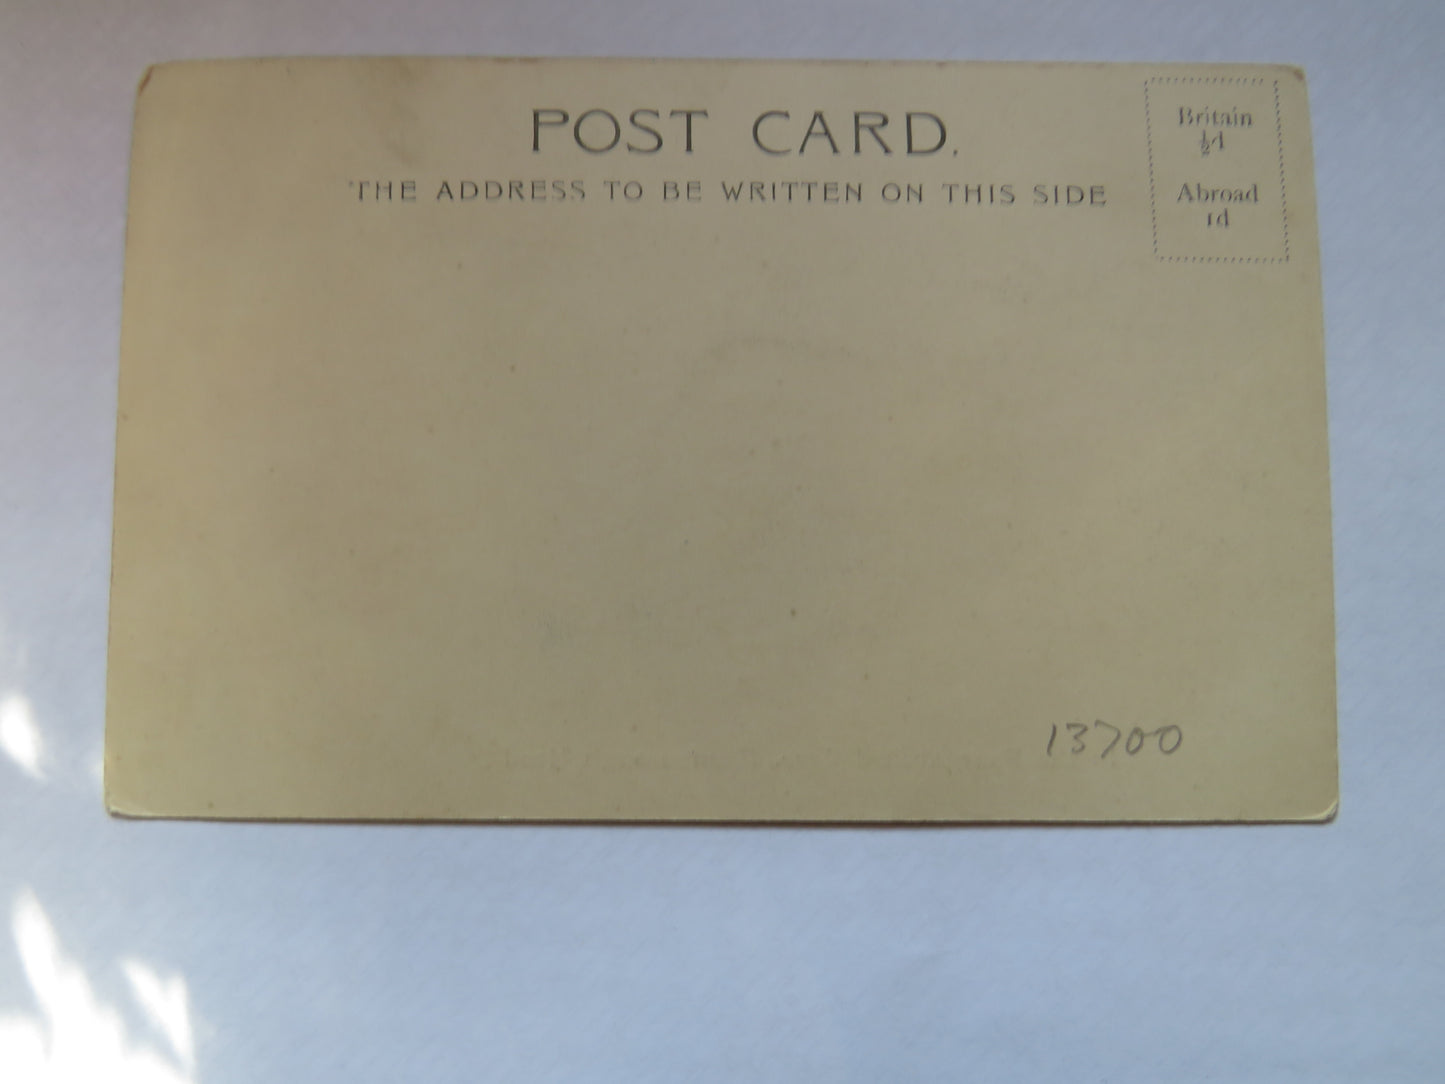 POST CARD.
THE ADDRESS TO BE WRITTEN ON THIS SIDE
Britain
½d
Abroad
1d
13700